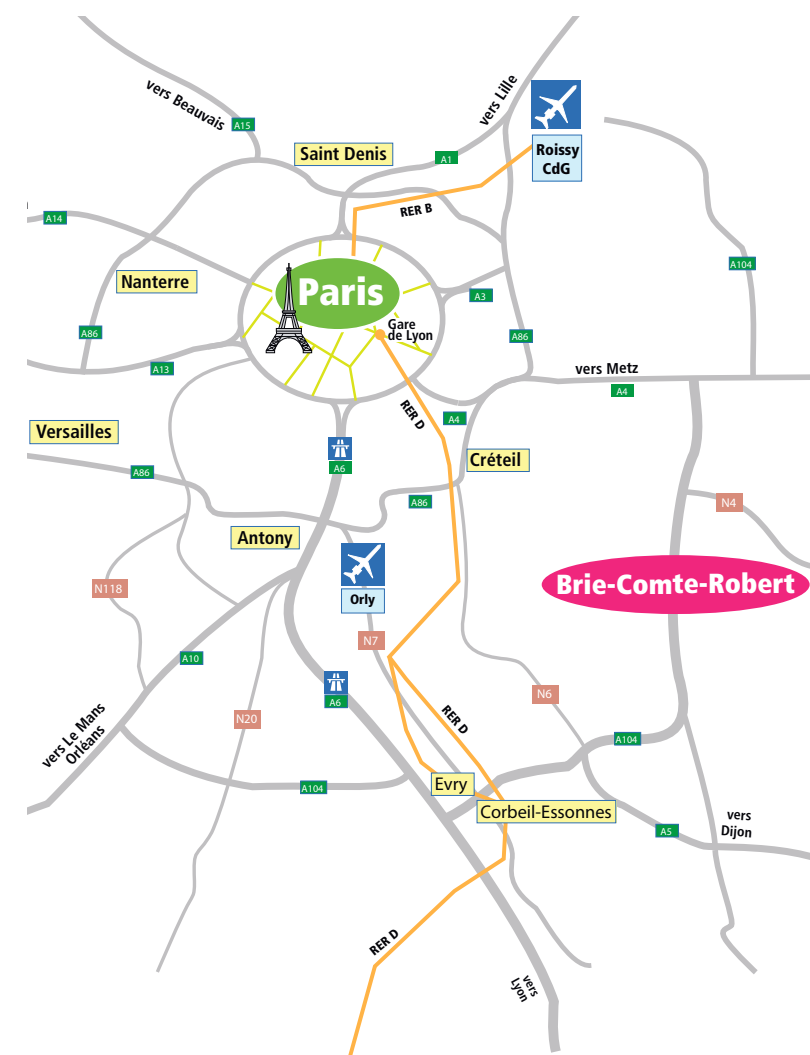 vers Beauvais
A15
vers Lille
Saint Denis
A1
Roissy
CdG
RER B
A14
A104
Nanterre
Paris
A3
Gare
de Lyon
A86
A86
A13
vers Metz
A4
RER D
A4
Versailles
A6
Créteil
A86
A86
N4
Antony
Orly
Brie-Comte-Robert
N118
N7
A10
A6
N6
N20
RER D
vers Le Mans
Orléans
A104
A104
Evry
Corbeil-Essonnes
A5
vers
Dijon
RER D
vers
Lyon